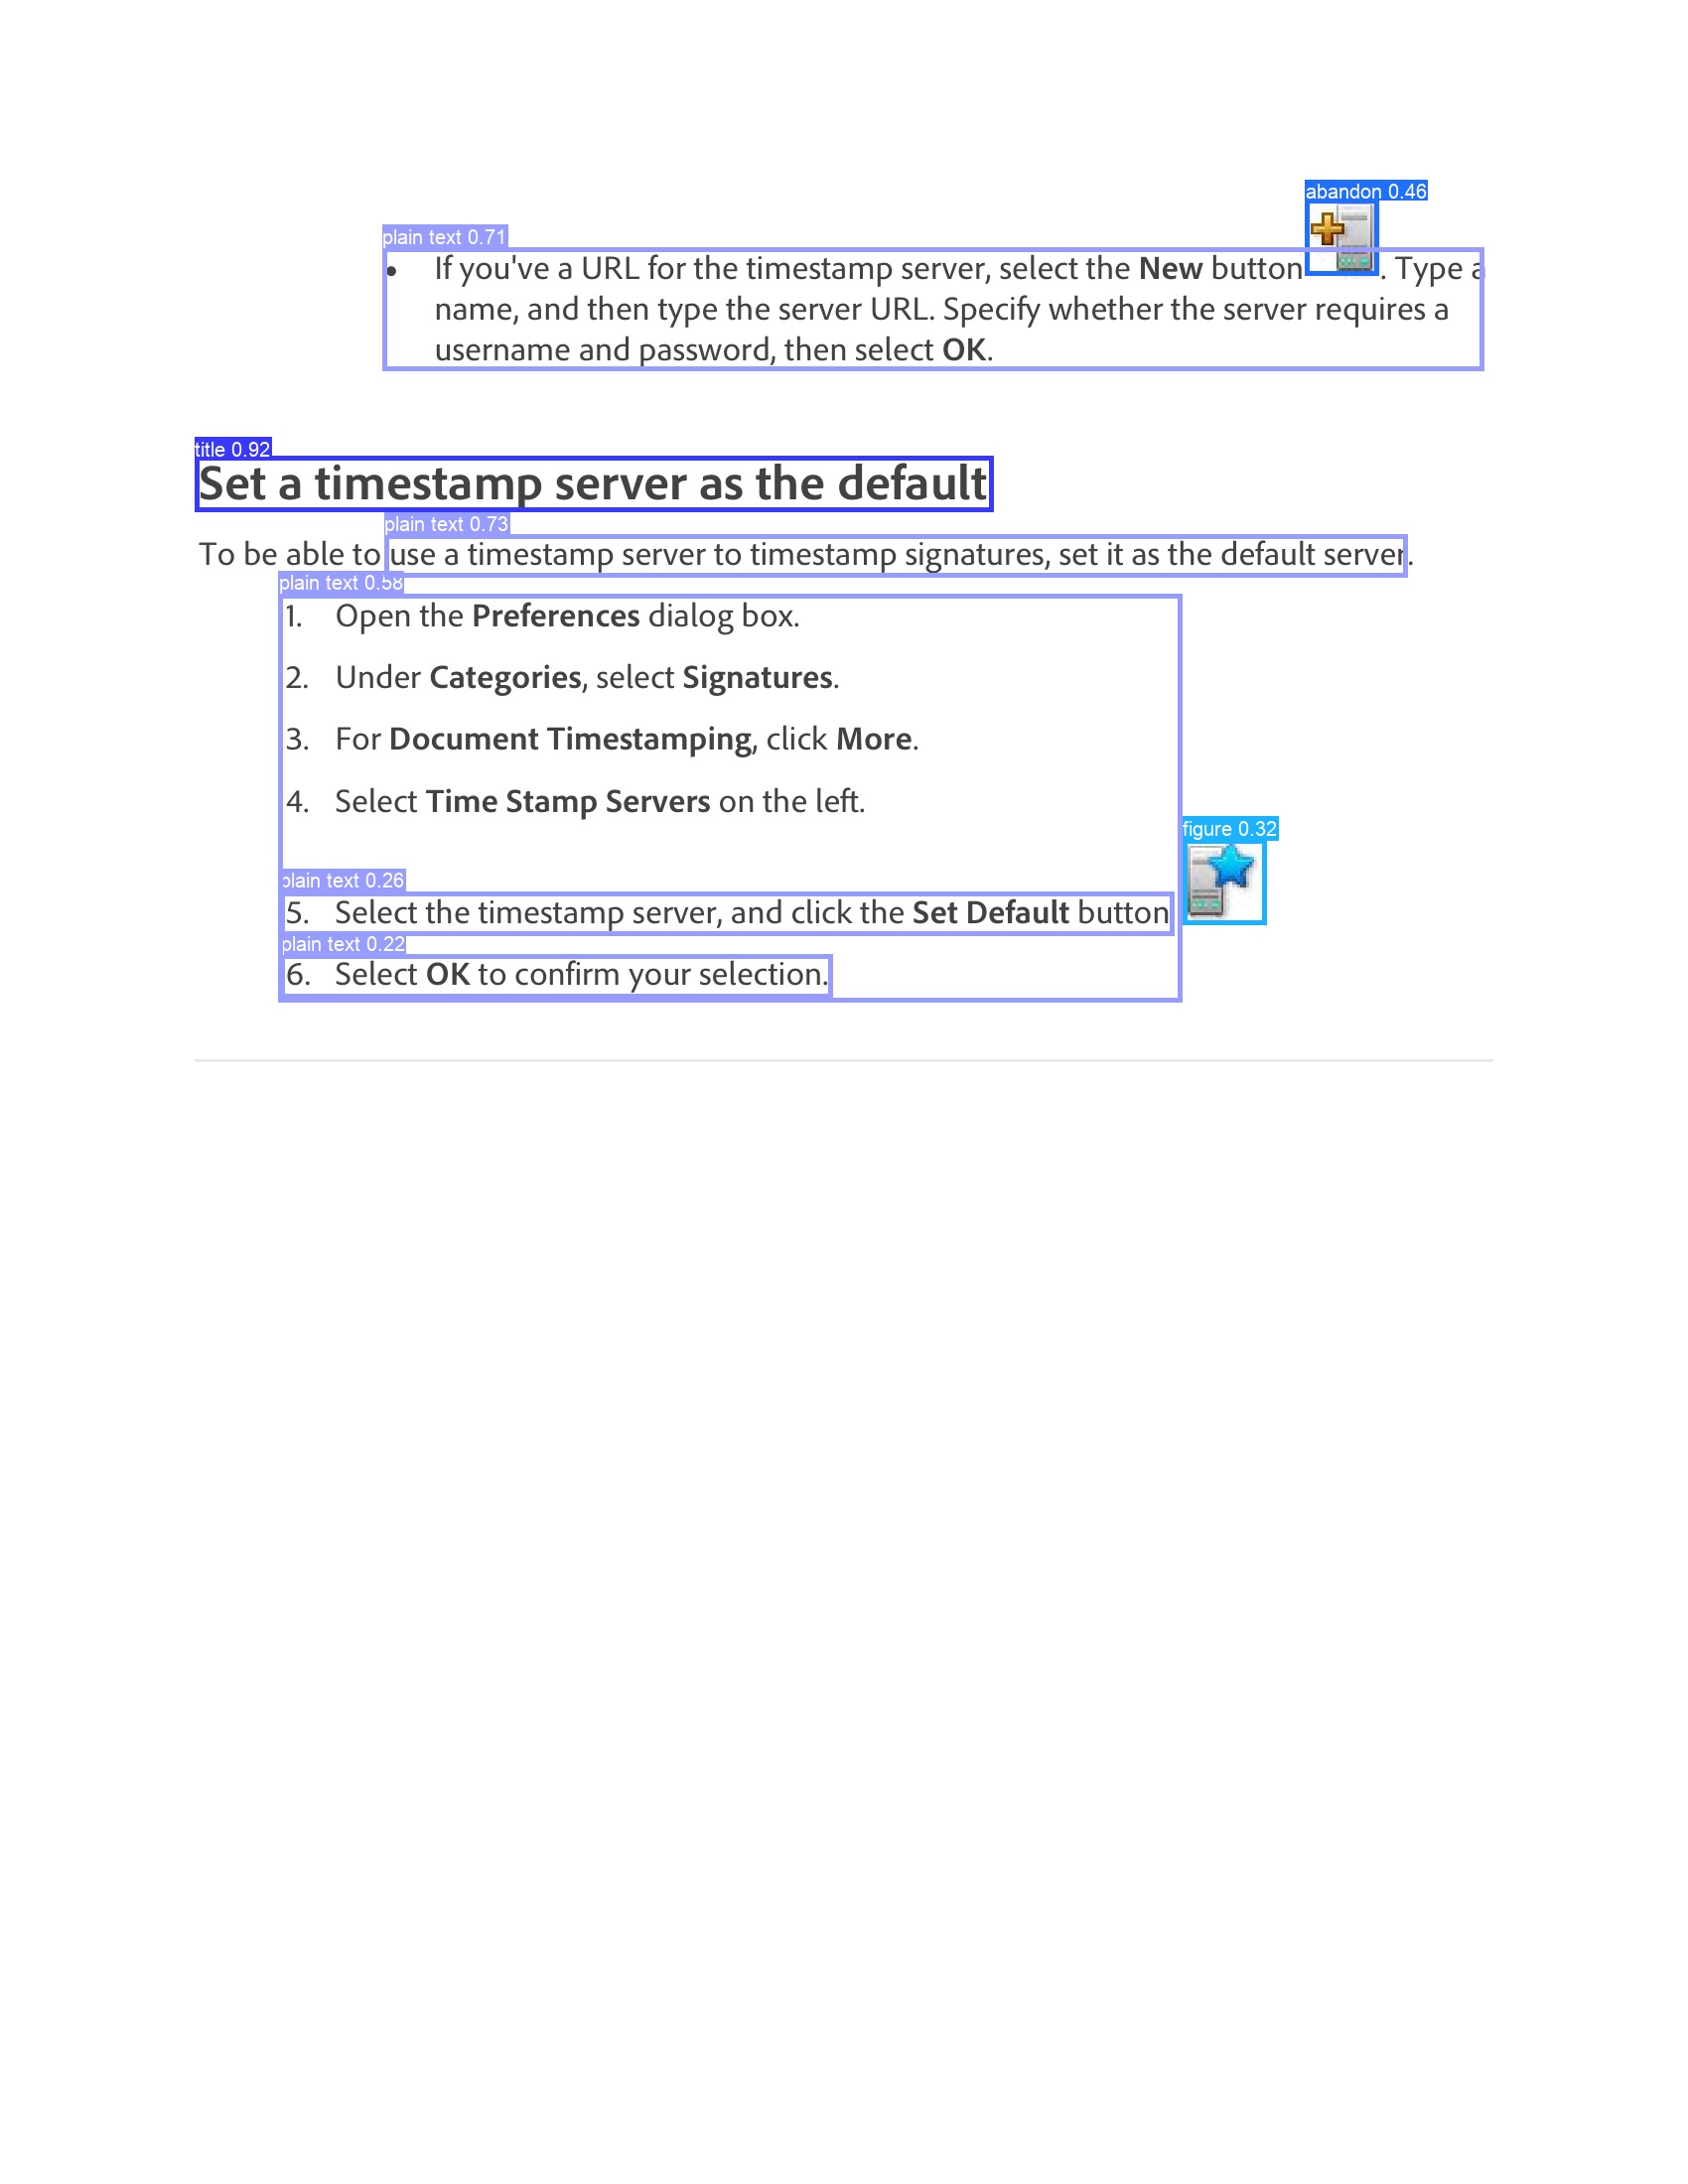 abandon 0.46
plain text 0.71
• If you've a URL for the timestamp server, select the New button . Type a
name, and then type the server URL. Specify whether the server requires a
username and password, then select OK.
title 0.92
Set a timestamp server as the default
plain text 0.73
To be able to use a timestamp server to timestamp signatures, set it as the default server.
plain text 0.58
1. Open the Preferences dialog box.
2. Under Categories, select Signatures.
3. For Document Timestamping, click More.
4. Select Time Stamp Servers on the left.
figure 0.32
plain text 0.26
5. Select the timestamp server, and click the Set Default button
plain text 0.22
6. Select OK to confirm your selection.